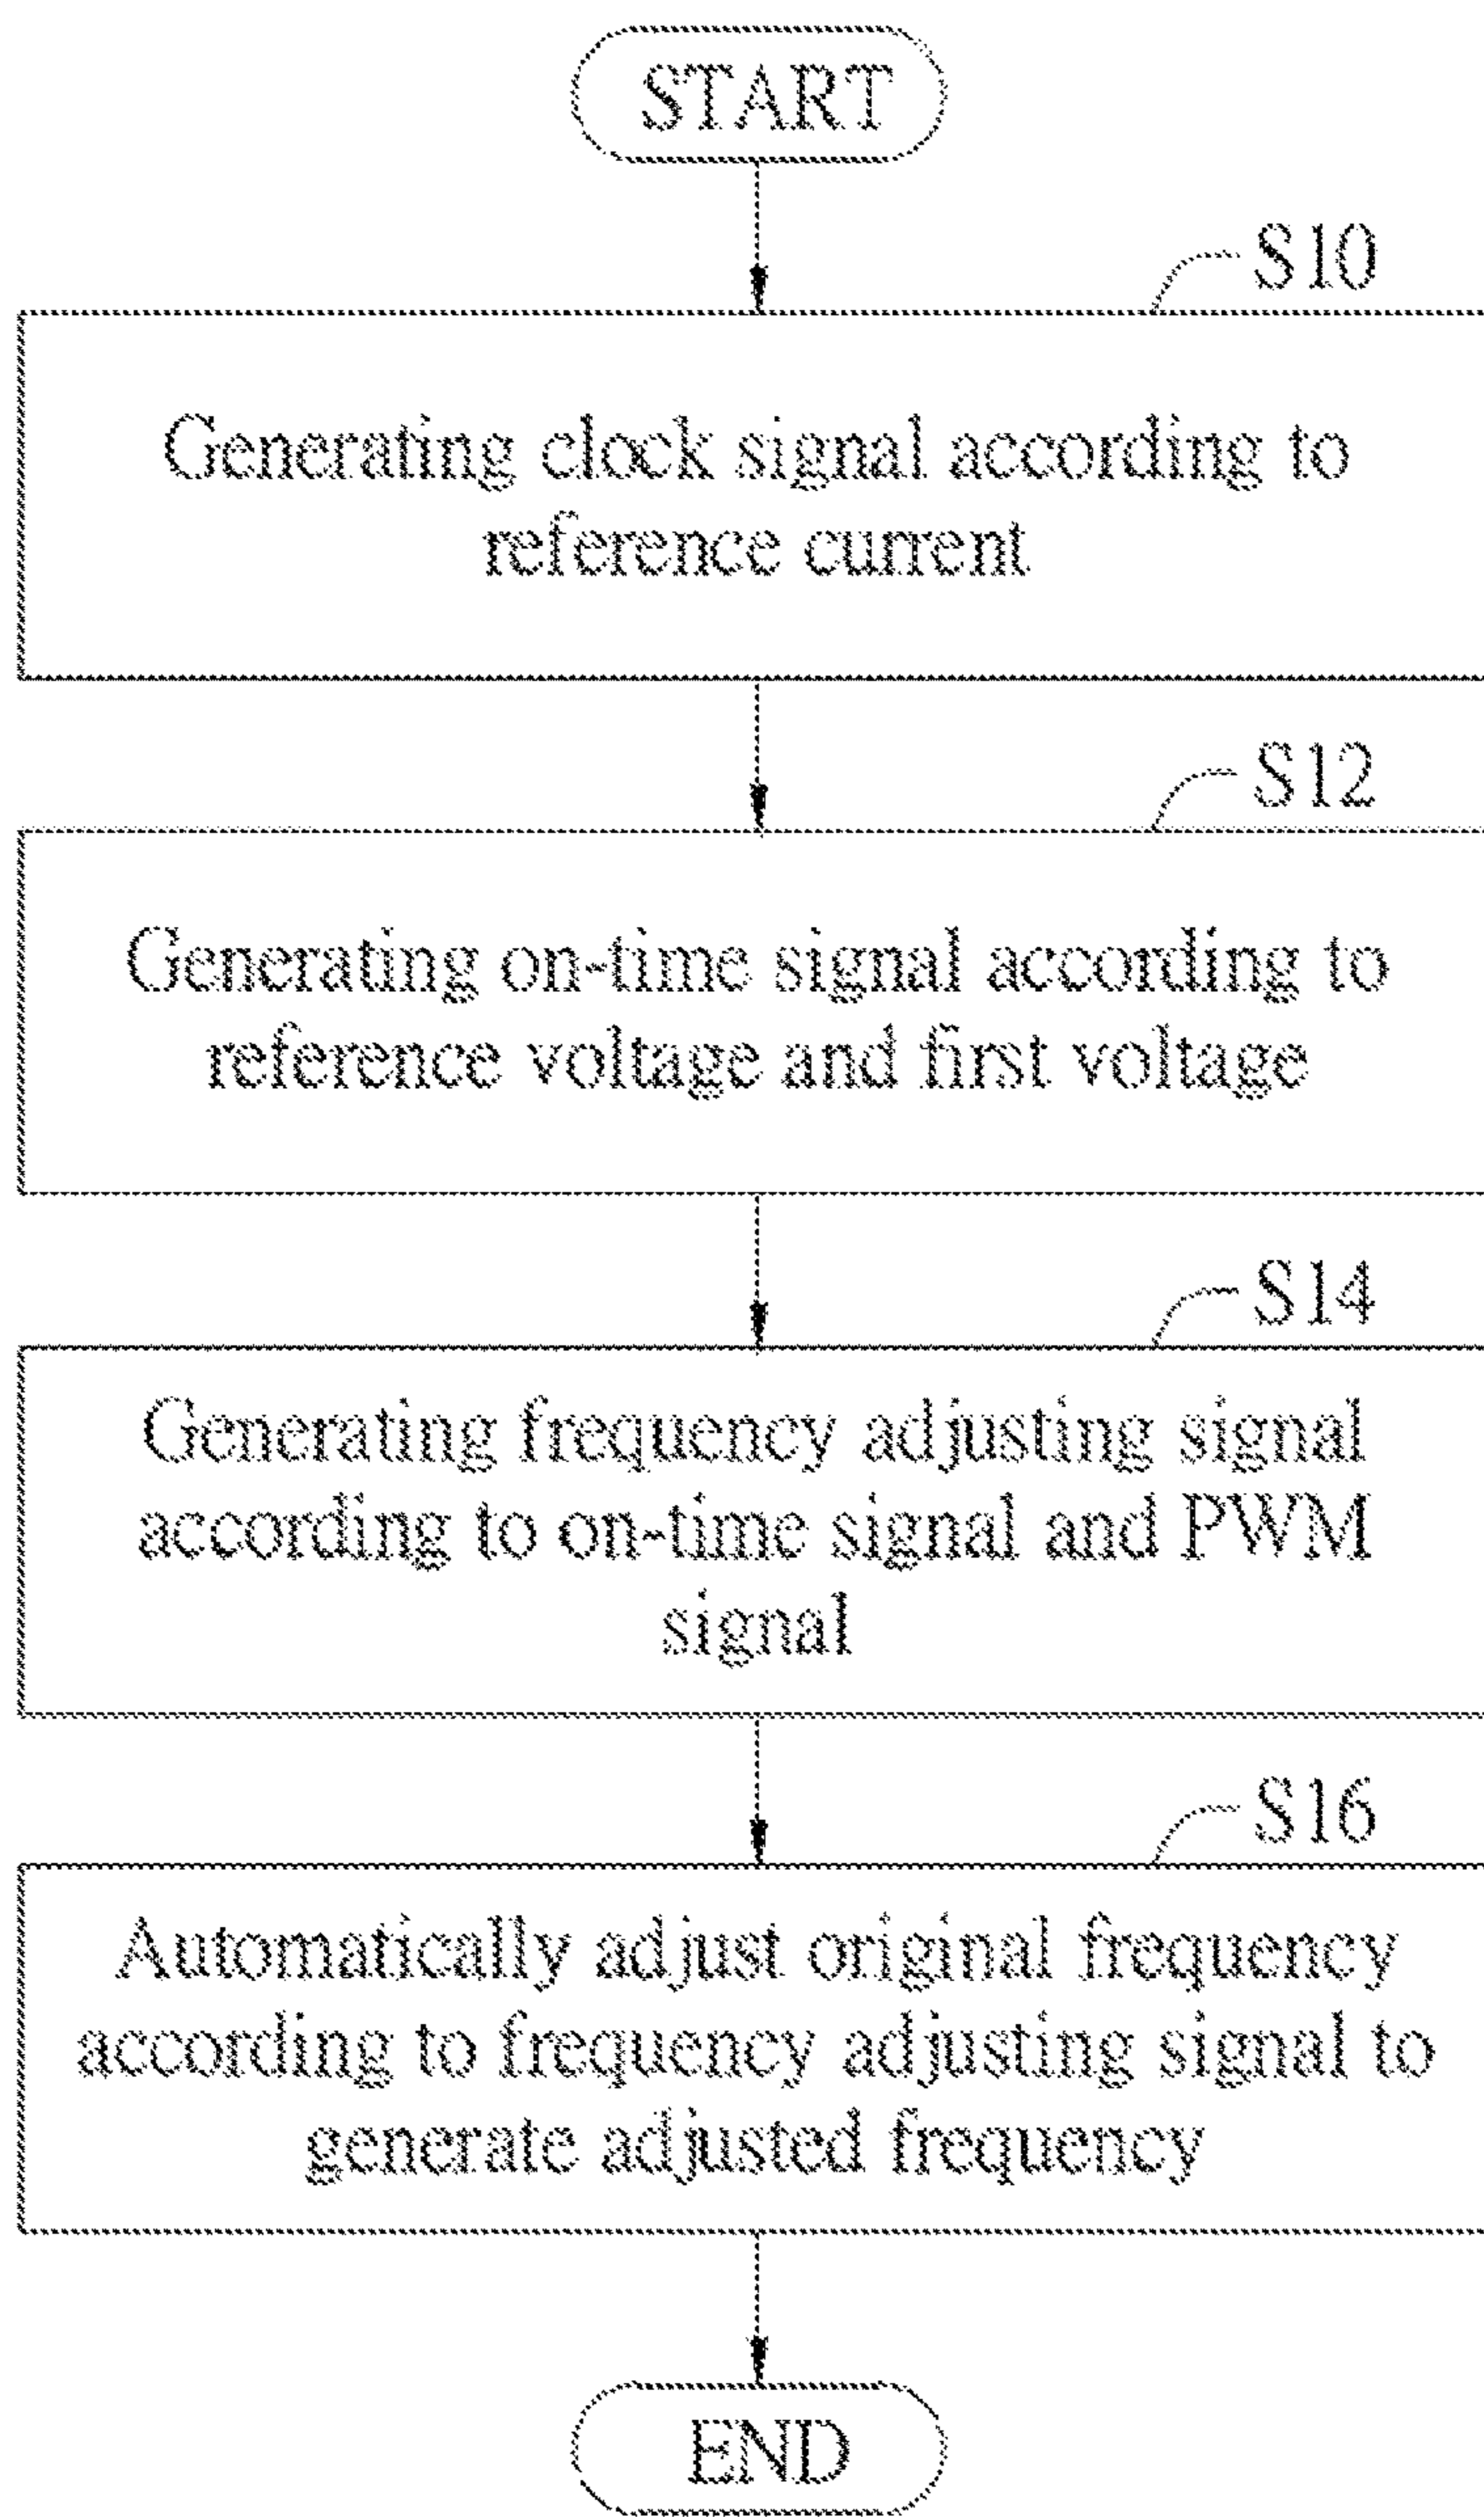 START
S10
Generating clock signal according to
reference current
S12
Generating on-time signal according to
reference voltage and first voltage
S14
Generating frequency adjusting signal
according to on-time signal and PWM
signal
S16
Automatically adjust original frequency
according to frequency adjusting signal to
generate adjusted frequency
END